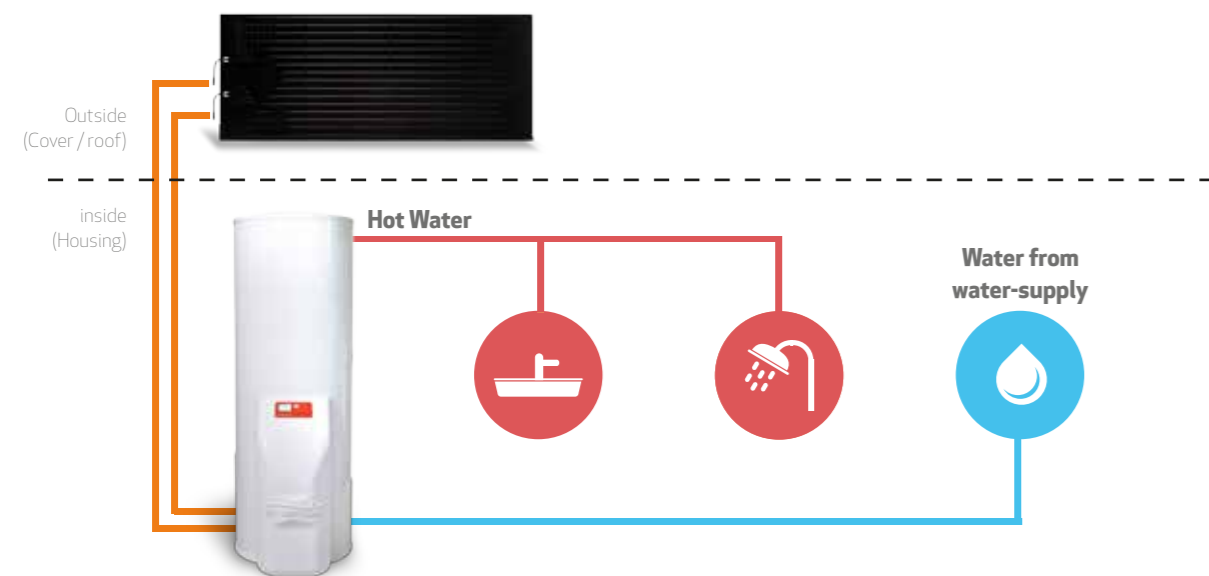 Outside
(Cover / roof)
inside
(Housing)
Hot Water
Water from
water-supply